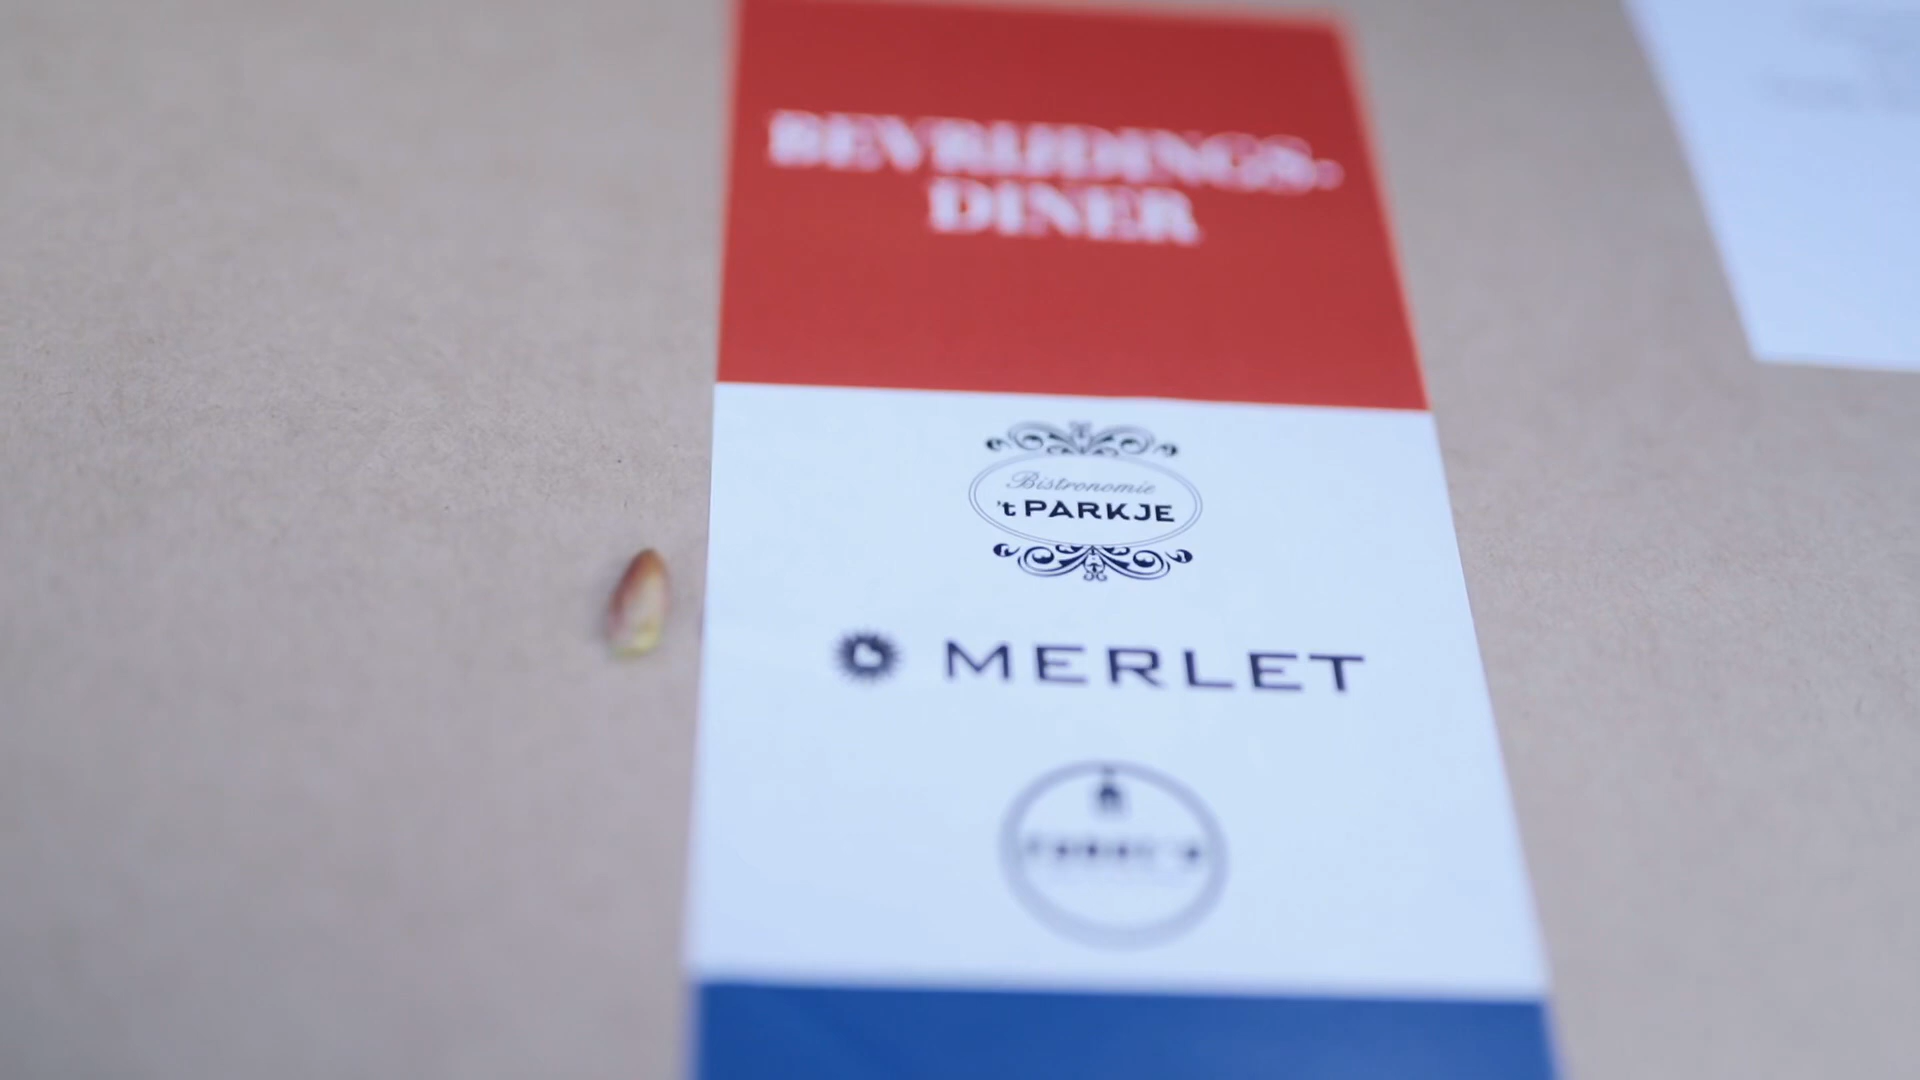 BEVRIJDINGS-
DINER
Bistronomie
't PARKJE
MERLET